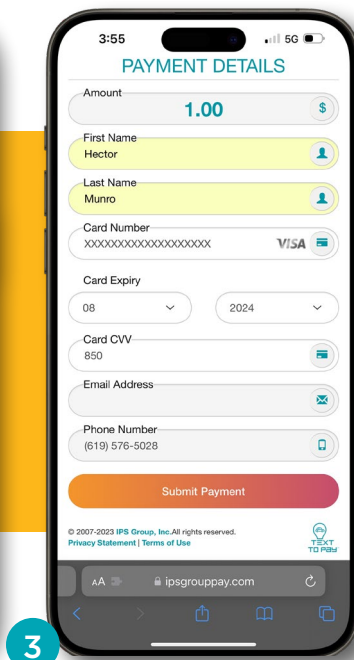 3:55
5G
PAYMENT DETAILS
Amount
1.00
$
First Name
Hector
Last Name
Munro
Card Number
XXXXXXXXXXXXXXXXXXX VISA
Card Expiry
08 2024
Card CVV
850
Email Address
Phone Number
(619) 576-5028
Submit Payment
© 2007-2023 IPS Group, Inc.All rights reserved.
Privacy Statement | Terms of Use
TEXT
TO PAY
AA ipsgrouppay.com
3